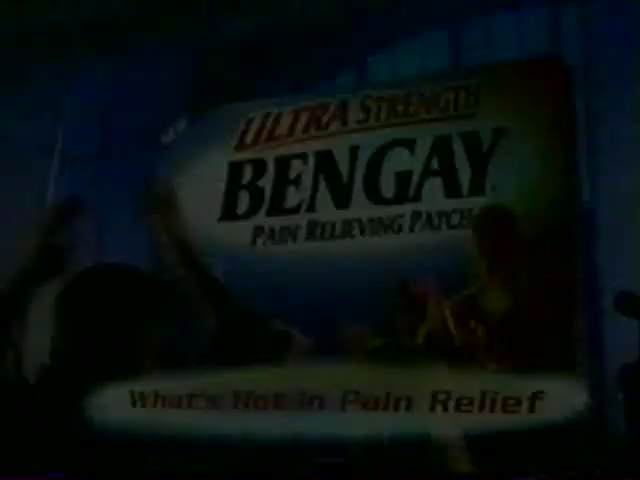 ULTRA STRENGTH
BENGAY
PAIN RELIEVING PATCH
What's Hot in Pain Relief